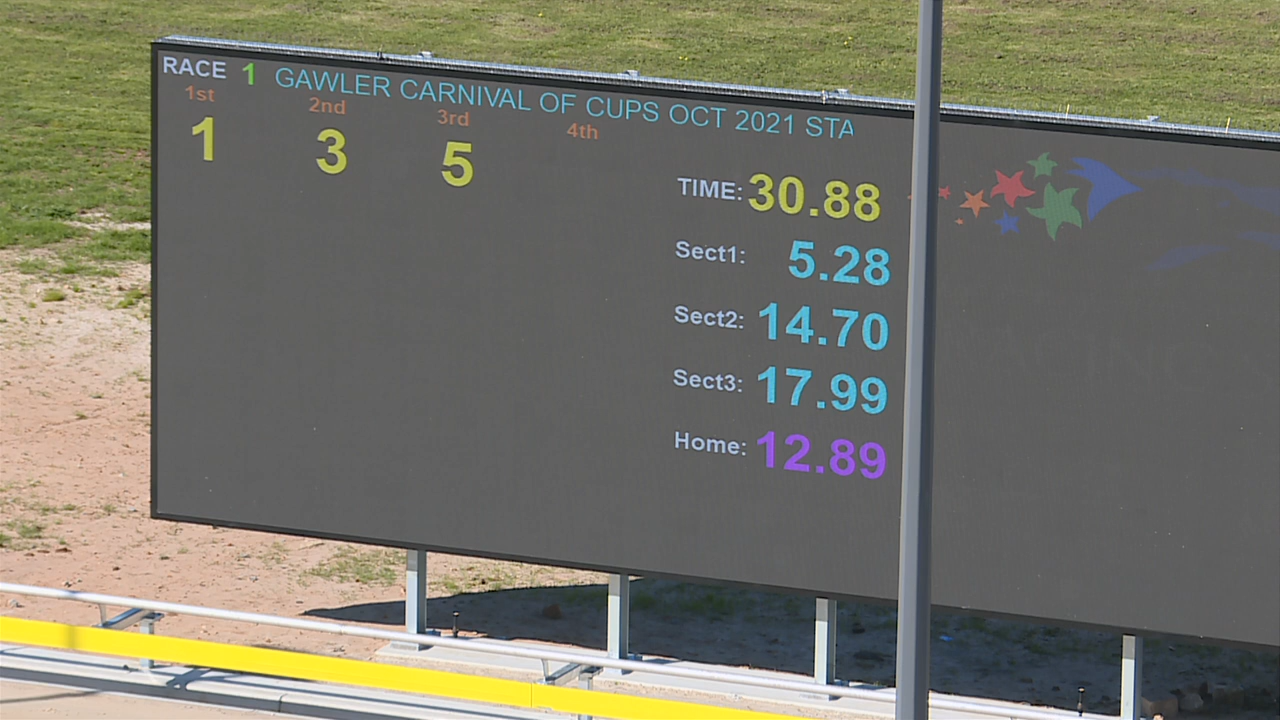 RACE 1 GAWLER CARNIVAL OF CUPS OCT 2021 STA
1st 2nd 3rd 4th
1 3 5
TIME: 30.88
Sect1: 5.28
Sect2: 14.70
Sect3: 17.99
Home: 12.89